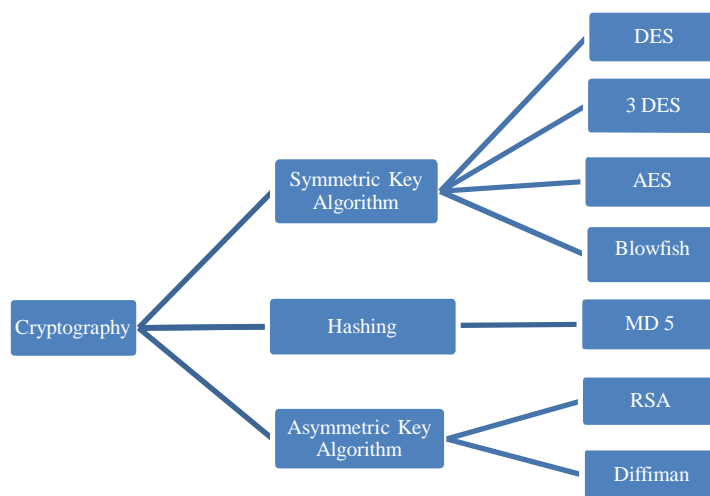 DES
3 DES
Symmetric Key
Algorithm
AES
Blowfish
Cryptography
Hashing
MD 5
RSA
Asymmetric Key
Algorithm
Diffiman